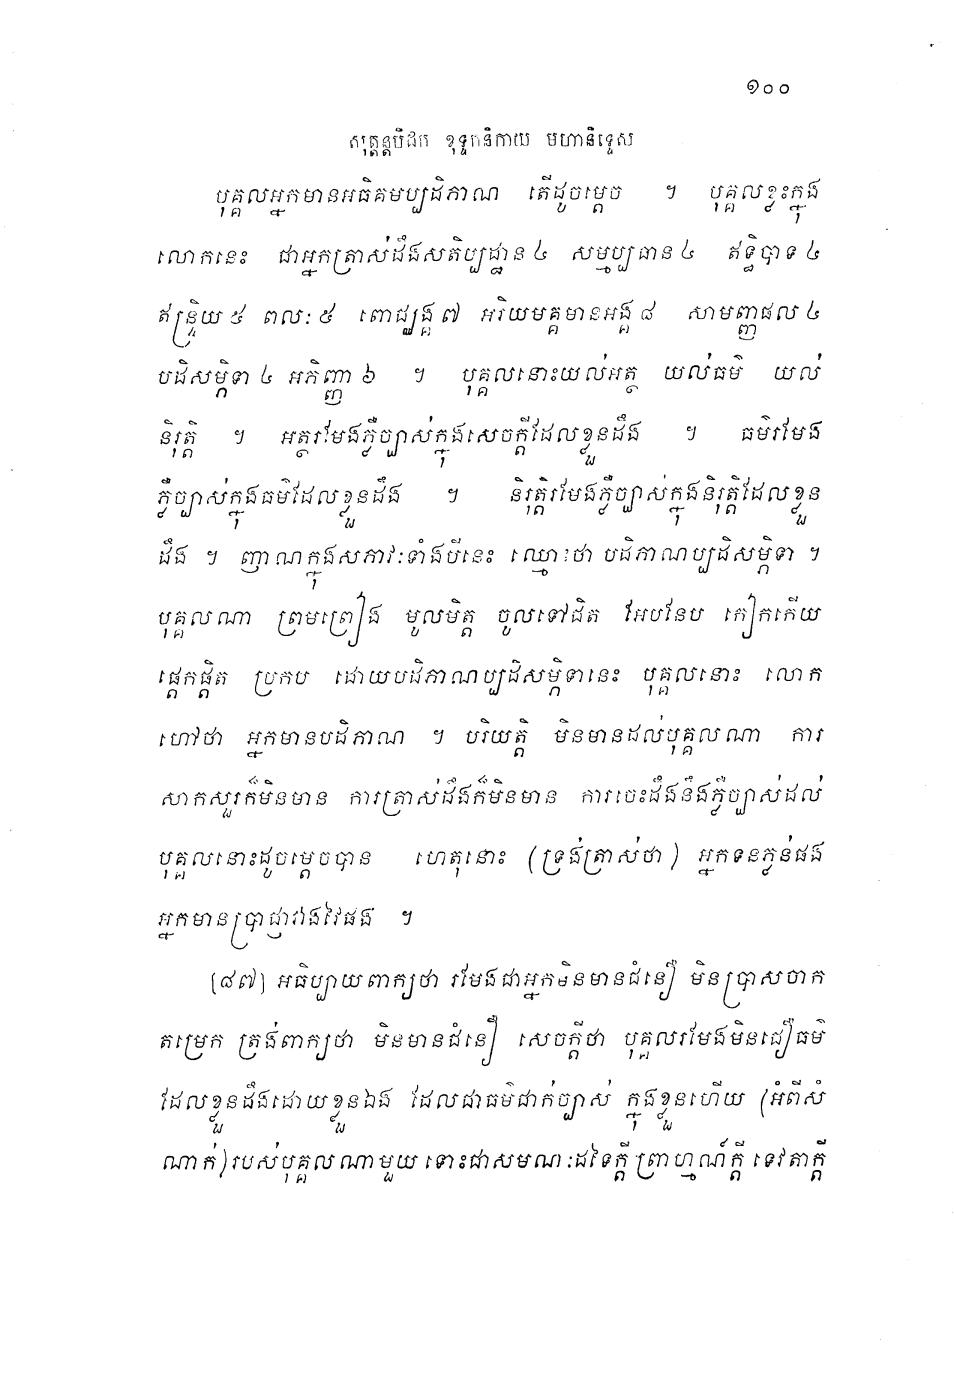 ១០០
សុត្តន្តបិដក ខុទ្ទកនិកាយ មហានិទ្ទេស
បុគ្គលអ្នកមានអធិគមប្បដិភាណ តើដូចម្តេច ។ បុគ្គលខ្លះក្នុង
លោកនេះ ជាអ្នកត្រាស់ដឹងសតិប្បដ្ឋាន ៤ សម្មប្បធាន ៤ ឥទ្ធិបាទ ៤
ឥន្ទ្រិយ ៥ ពលៈ ៥ ពោជ្ឈង្គ ៧ អរិយមគ្គមានអង្គ ៨ សាមញ្ញផល ៤
បដិសម្ភិទា ៤ អភិញ្ញា ៦ ។ បុគ្គលនោះយល់អត្ថ យល់ធម៌ យល់
និរុត្តិ ។ អត្ថរមែងភ្លឺច្បាស់ក្នុងសេចក្តីដែលខ្លួនដឹង ។ ធម៌រមែង
ភ្លឺច្បាស់ក្នុងធម៌ដែលខ្លួនដឹង ។ និរុត្តិរមែងភ្លឺច្បាស់ក្នុងនិរុត្តិដែលខ្លួន
ដឹង ។ ញាណក្នុងសភាវៈទាំងបីនេះ ឈ្មោះថា បដិភាណប្បដិសម្ភិទា ។
បុគ្គលណា ព្រមព្រៀង មូលមិត្ត ចូលទៅជិត អែបនែប កៀកកើយ
ផ្តេកផ្តិត ប្រកប ដោយបដិភាណប្បដិសម្ភិទានេះ បុគ្គលនោះ លោក
ហៅថា អ្នកមានបដិភាណ ។ បរិយត្តិ មិនមានដល់បុគ្គលណា ការ
សាកសួរក៏មិនមាន ការត្រាស់ដឹងក៏មិនមាន ការចេះដឹងនឹងភ្លឺច្បាស់ដល់
បុគ្គលនោះដូចម្តេចបាន ហេតុនោះ (ទ្រង់ត្រាស់ថា) អ្នកទនភ្លន់ផង
អ្នកមានប្រាជ្ញាវាងវៃផង ។
[៨៧] អធិប្បាយពាក្យថា រមែងជាអ្នកមិនមានជំនឿ មិនប្រាសចាក
តម្រេក ត្រង់ពាក្យថា មិនមានជំនឿ សេចក្តីថា បុគ្គលរមែងមិនជឿធម៌
ដែលខ្លួនដឹងដោយខ្លួនឯង ដែលជាធម៌ជាក់ច្បាស់ ក្នុងខ្លួនហើយ (អំពីសំ
ណាក់) របស់បុគ្គលណាមួយ ទោះជាសមណៈដទៃក្តី ព្រាហ្មណ៍ក្តី ទេវតាក្តី